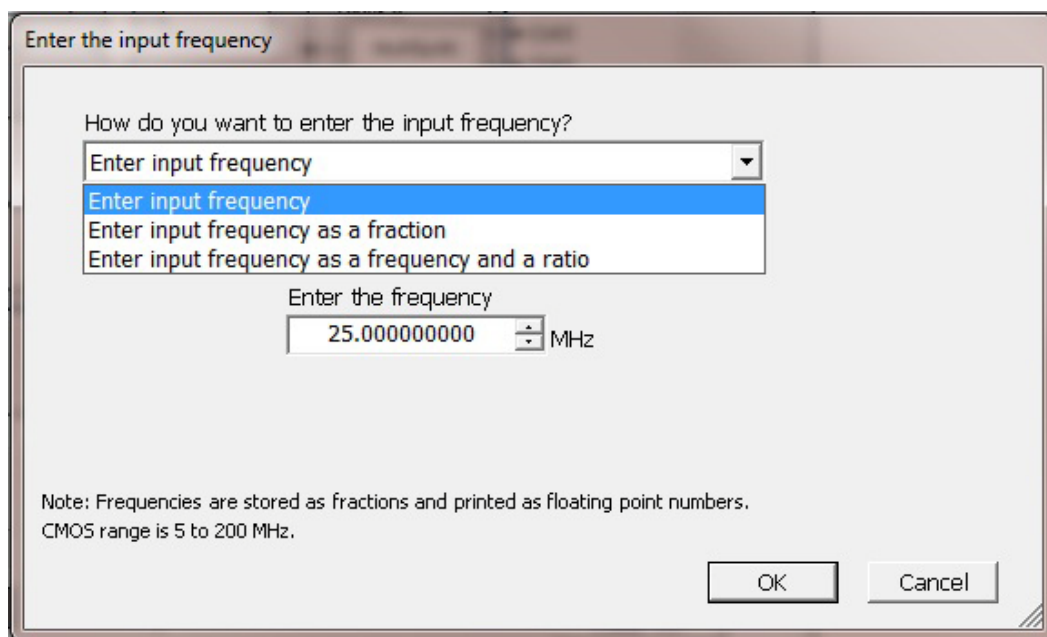 Enter the input frequency
How do you want to enter the input frequency?
Enter input frequency
Enter input frequency
Enter input frequency as a fraction
Enter input frequency as a frequency and a ratio
Enter the frequency
25.000000000 MHz
Note: Frequencies are stored as fractions and printed as floating point numbers.
CMOS range is 5 to 200 MHz.
OK Cancel